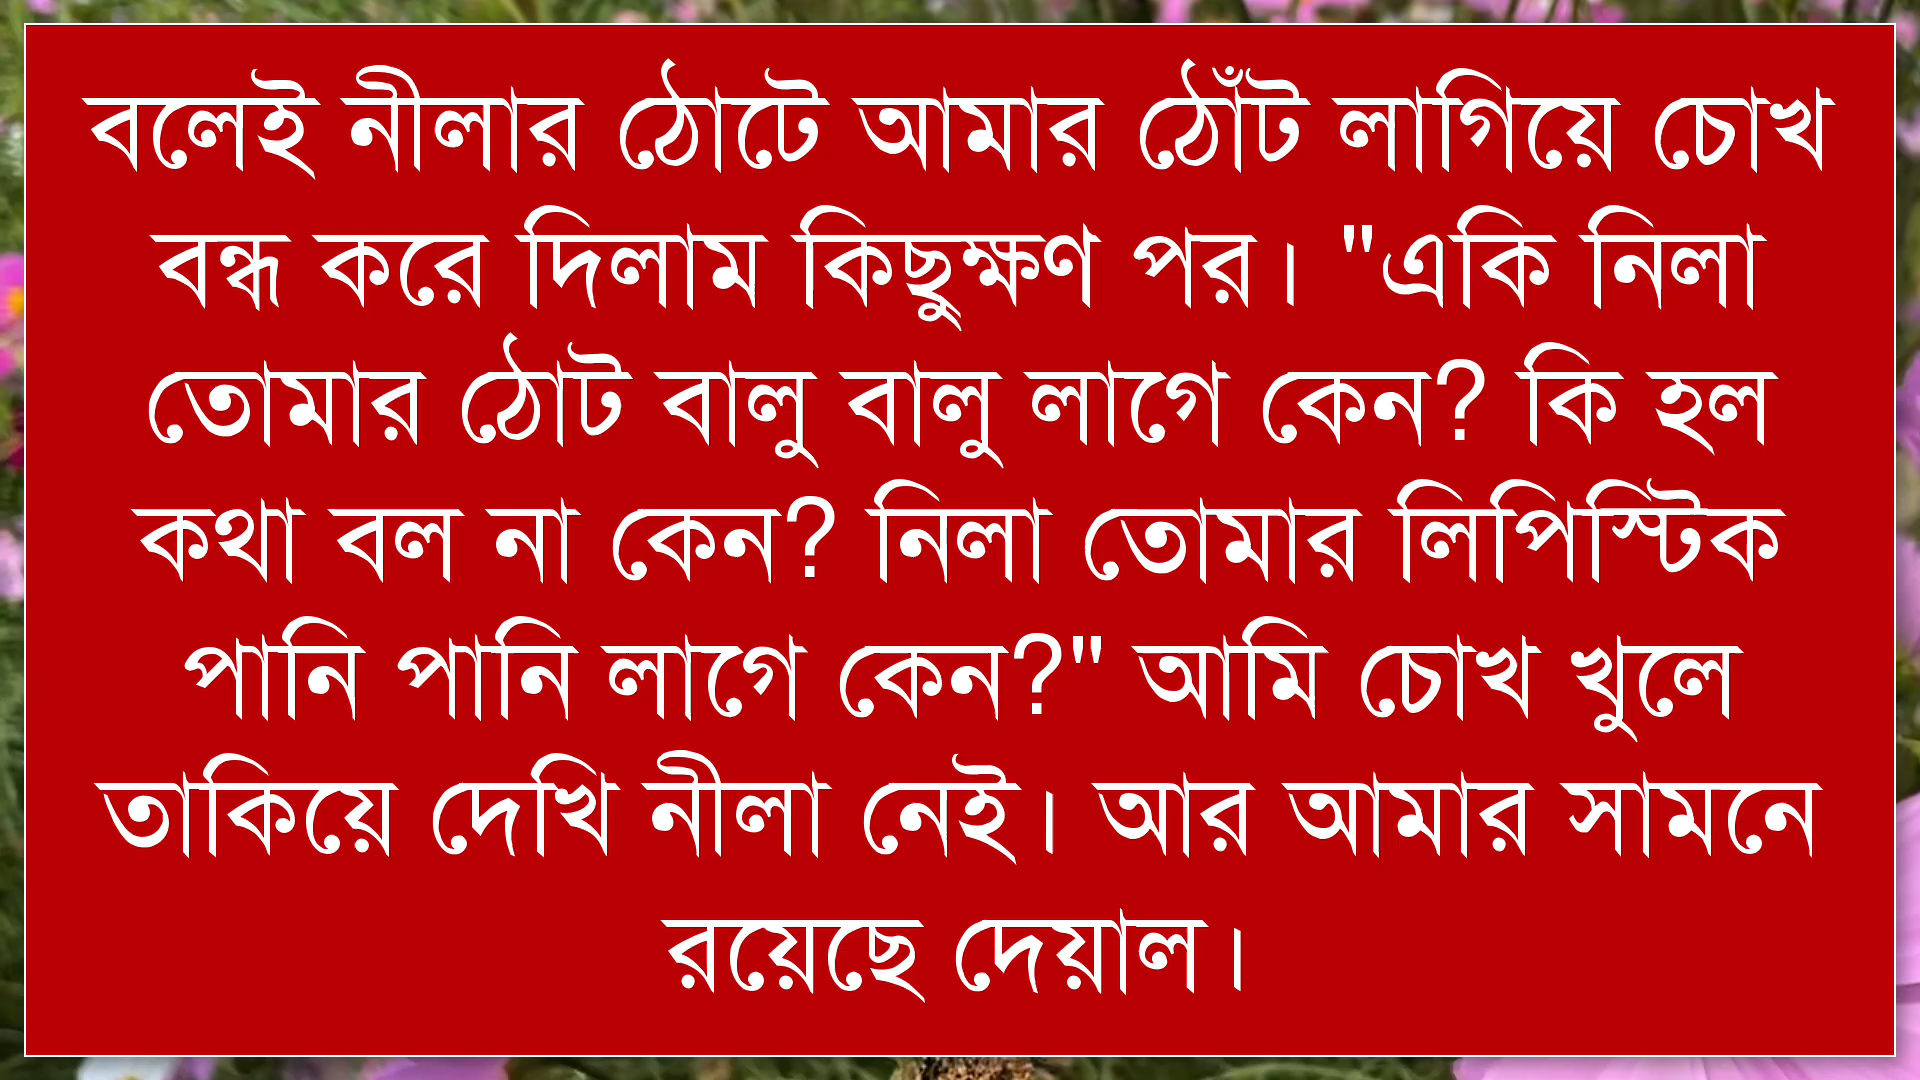 বলেই নীলার ঠোটে আমার ঠোঁট লাগিয়ে চোখ
বন্ধ করে দিলাম কিছুক্ষণ পর। "একি নিলা
তোমার ঠোট বালু বালু লাগে কেন? কি হল
কথা বল না কেন? নিলা তোমার লিপিস্টিক
পানি পানি লাগে কেন?" আমি চোখ খুলে
তাকিয়ে দেখি নীলা নেই। আর আমার সামনে
রয়েছে দেয়াল।